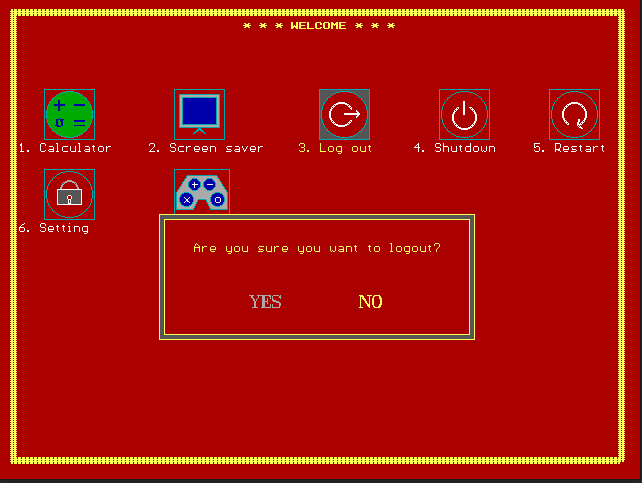 * * * WELCOME * * *
1. Calculator 2. Screen saver 3. Log out 4. Shutdown 5. Restart
6. Setting
Are you sure you want to logout?
YES NO